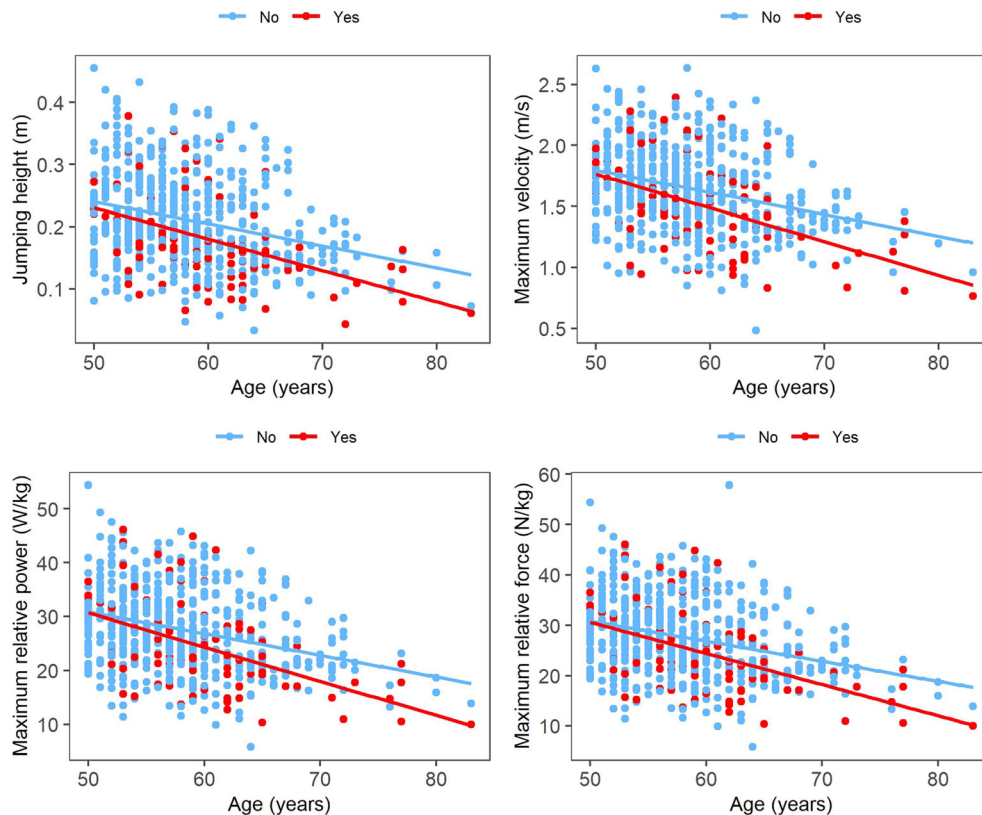 No Yes
Jumping height (m)
0.4
0.3
0.2
0.1
50 60 70 80
Age (years)
No Yes
Maximum velocity (m/s)
2.5
2.0
1.5
1.0
0.5
50 60 70 80
Age (years)
No Yes
Maximum relative power (W/kg)
50
40
30
20
10
50 60 70 80
Age (years)
No Yes
Maximum relative force (N/kg)
60
50
40
30
20
10
50 60 70 80
Age (years)